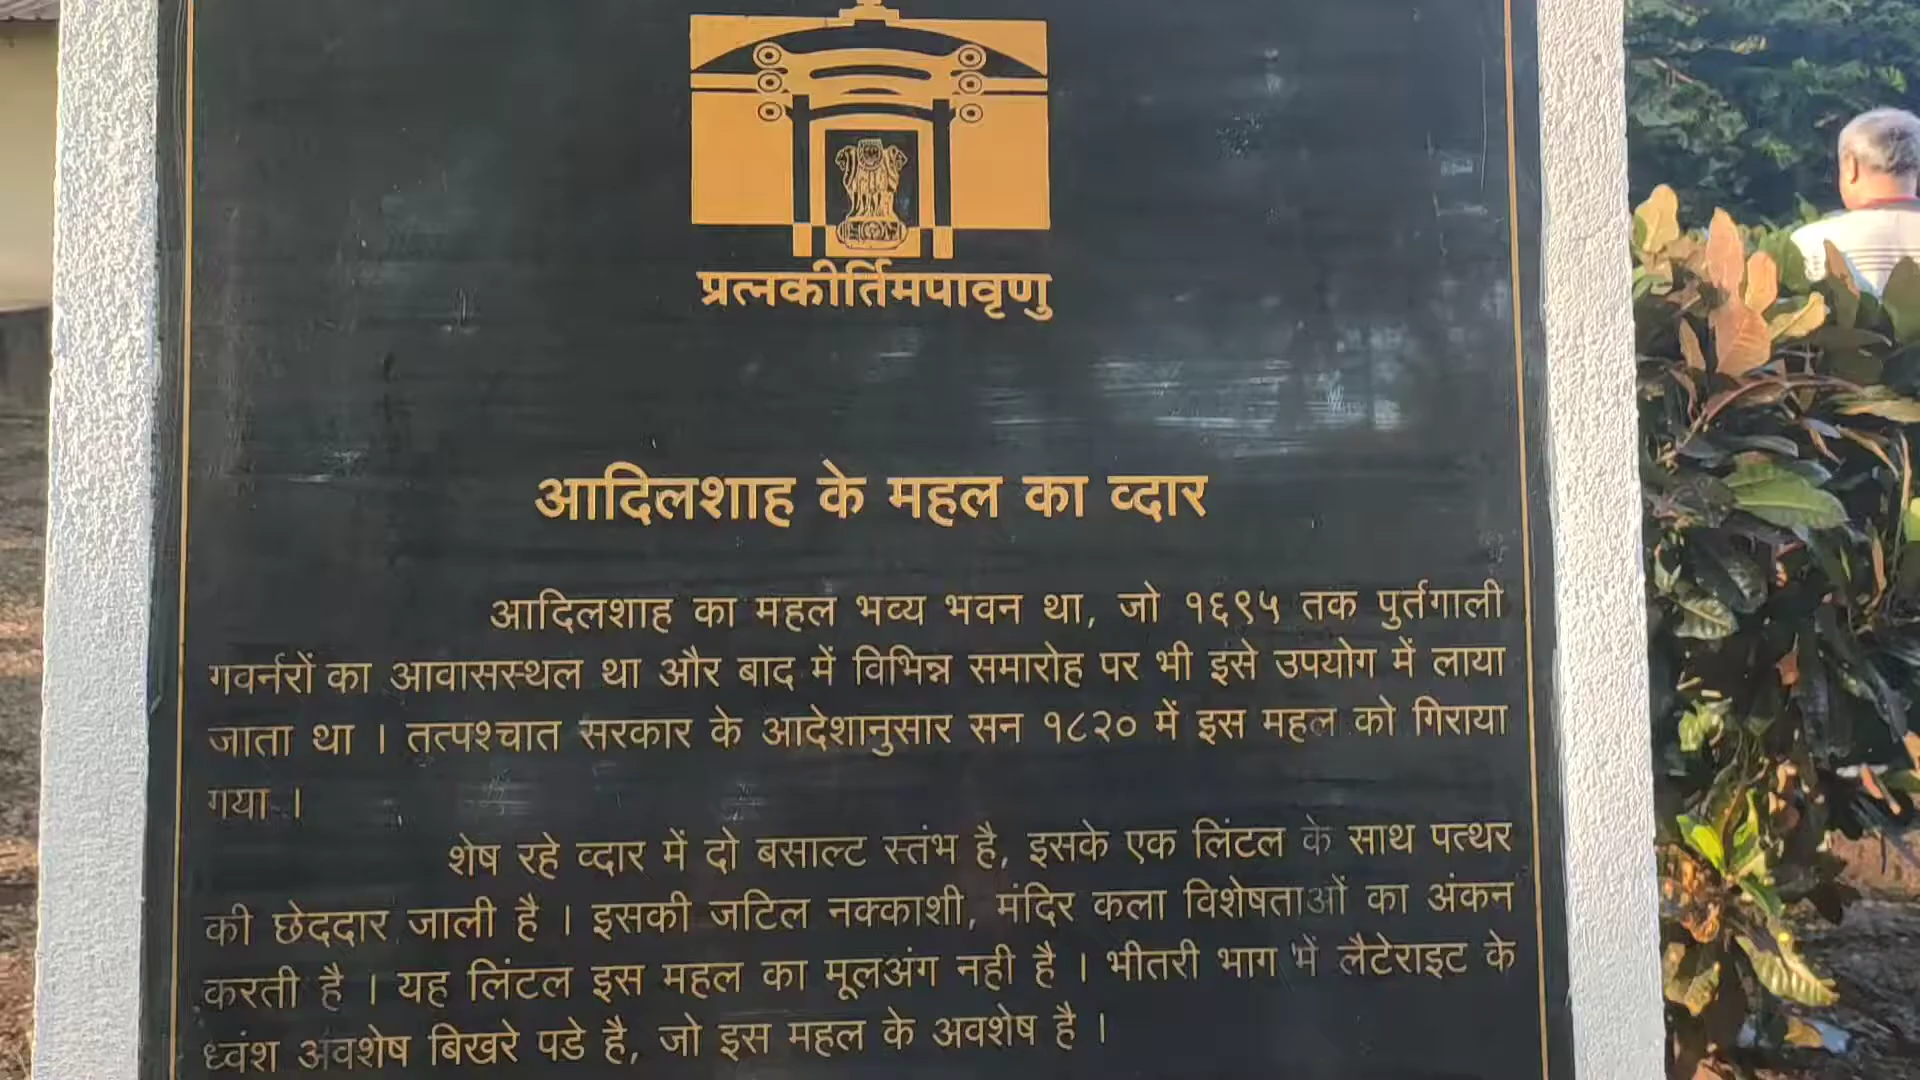 प्रत्नकीर्तिमपावृणु
आदिलशाह के महल का व्दार
आदिलशाह का महल भव्य भवन था, जो १६९५ तक पुर्तगाली
गवर्नरों का आवासस्थल था और बाद में विभिन्न समारोह पर भी इसे उपयोग में लाया
जाता था । तत्पश्चात सरकार के आदेशानुसार सन १८२० में इस महल को गिराया
गया ।
शेष रहे व्दार में दो बसाल्ट स्तंभ है, इसके एक लिंटल के साथ पत्थर
की छेददार जाली है । इसकी जटिल नक्काशी, मंदिर कला विशेषताओं का अंकन
करती है । यह लिंटल इस महल का मूलअंग नही है । भीतरी भाग में लैटेराइट के
ध्वंश अवशेष बिखरे पडे है, जो इस महल के अवशेष है ।